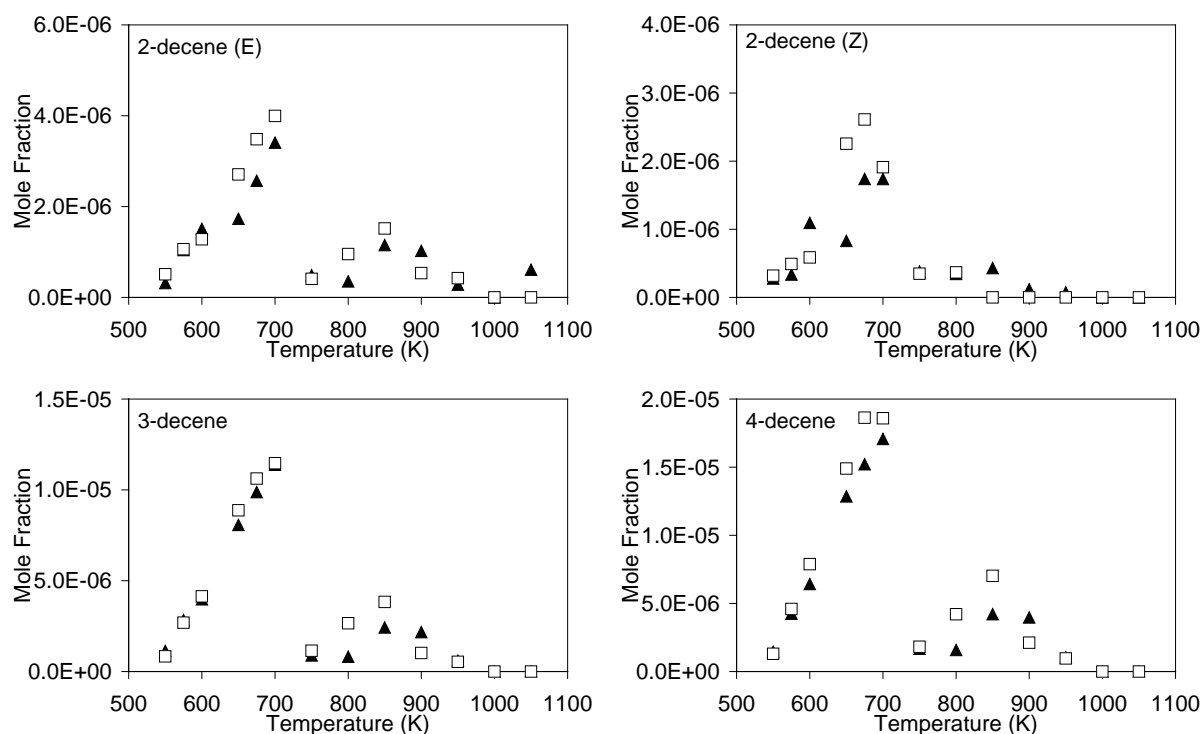 2-decene (E)
Mole Fraction
6.0E-06
4.0E-06
2.0E-06
0.0E+00
500 600 700 800 900 1000 1100
Temperature (K)
2-decene (Z)
Mole Fraction
4.0E-06
3.0E-06
2.0E-06
1.0E-06
0.0E+00
500 600 700 800 900 1000 1100
Temperature (K)
3-decene
Mole Fraction
1.5E-05
1.0E-05
5.0E-06
0.0E+00
500 600 700 800 900 1000 1100
Temperature (K)
4-decene
Mole Fraction
2.0E-05
1.5E-05
1.0E-05
5.0E-06
0.0E+00
500 600 700 800 900 1000 1100
Temperature (K)